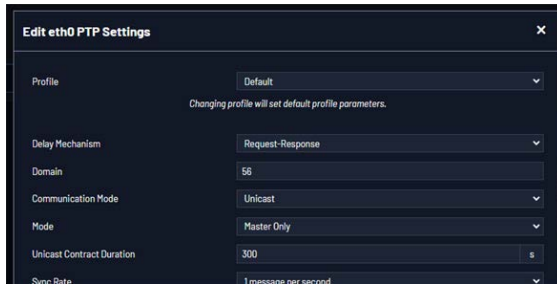 Edit eth0 PTP Settings ×
Profile Default
Changing profile will set default profile parameters.
Delay Mechanism Request-Response
Domain 56
Communication Mode Unicast
Mode Master Only
Unicast Contract Duration 300 s
Sync Rate 1 message per second